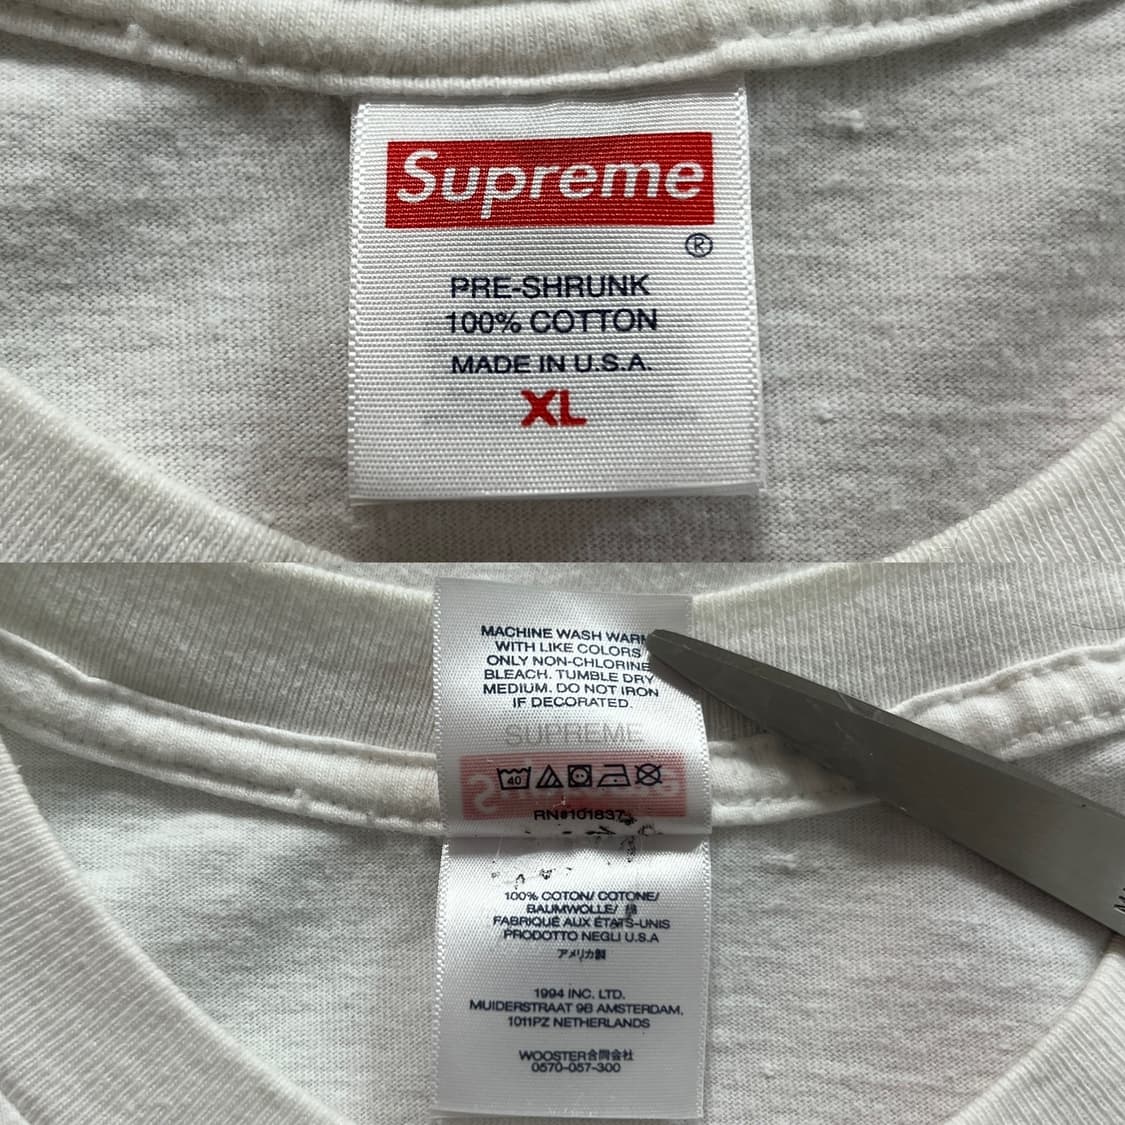 Supreme
®
PRE-SHRUNK
100% COTTON
MADE IN U.S.A.
XL
MACHINE WASH WARM
WITH LIKE COLORS
ONLY NON-CHLORINE
BLEACH. TUMBLE DRY
MEDIUM. DO NOT IRON
IF DECORATED.
SUPREME
40
RN#101837
100% COTON/ COTONE/
BAUMWOLLE/ 綿
FABRIQUÉ AUX ÉTATS-UNIS
PRODOTTO NEGLI U.S.A
アメリカ製
1994 INC. LTD.
MUIDERSTRAAT 9B AMSTERDAM,
1011PZ NETHERLANDS
WOOSTER合同会社
0570-057-300